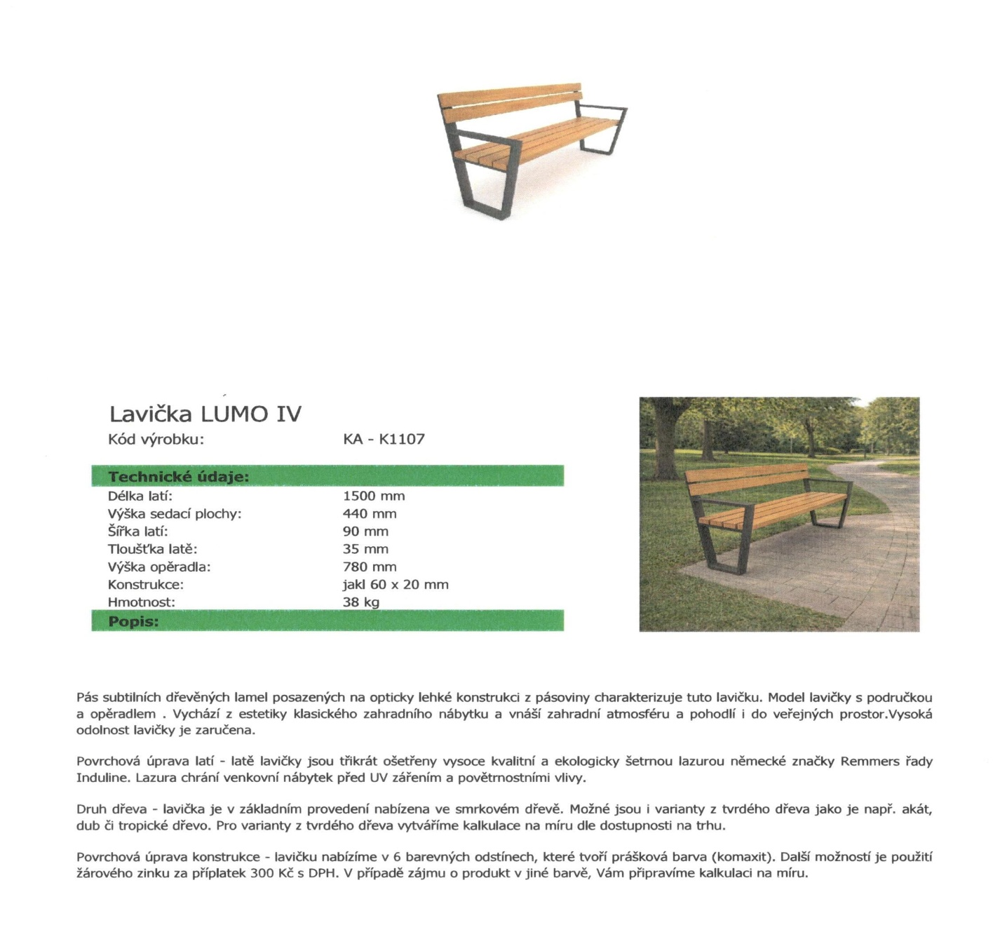 Lavička LUMO IV
Kód výrobku: KA - K1107
Technické údaje:
Délka latí: 1500 mm
Výška sedací plochy: 440 mm
Šířka latí: 90 mm
Tloušťka latě: 35 mm
Výška opěradla: 780 mm
Konstrukce: jakl 60 x 20 mm
Hmotnost: 38 kg
Popis:
Pás subtilních dřevěných lamel posazených na opticky lehké konstrukci z pásoviny charakterizuje tuto lavičku. Model lavičky s područkou
a opěradlem . Vychází z estetiky klasického zahradního nábytku a vnáší zahradní atmosféru a pohodlí i do veřejných prostor.Vysoká
odolnost lavičky je zaručena.
Povrchová úprava latí - latě lavičky jsou třikrát ošetřeny vysoce kvalitní a ekologicky šetrnou lazurou německé značky Remmers řady
Induline. Lazura chrání venkovní nábytek před UV zářením a povětrnostními vlivy.
Druh dřeva - lavička je v základním provedení nabízena ve smrkovém dřevě. Možné jsou i varianty z tvrdého dřeva jako je např. akát,
dub či tropické dřevo. Pro varianty z tvrdého dřeva vytváříme kalkulace na míru dle dostupnosti na trhu.
Povrchová úprava konstrukce - lavičku nabízíme v 6 barevných odstínech, které tvoří prášková barva (komaxit). Další možností je použití
žárového zinku za příplatek 300 Kč s DPH. V případě zájmu o produkt v jiné barvě, Vám připravíme kalkulaci na míru.